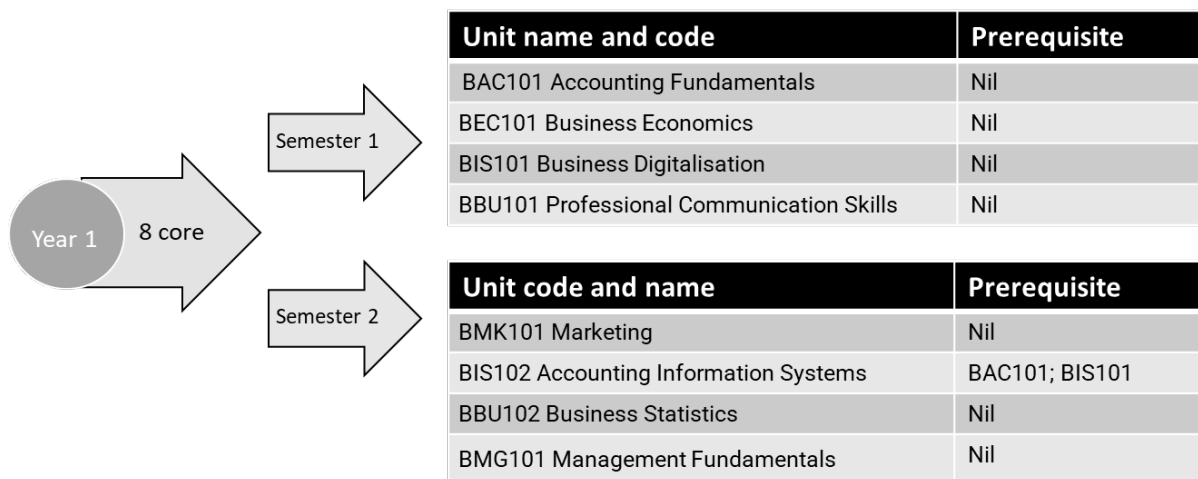 Year 1
8 core
Semester 1
Unit name and code Prerequisite
BAC101 Accounting Fundamentals Nil
BEC101 Business Economics Nil
BIS101 Business Digitalisation Nil
BBU101 Professional Communication Skills Nil
Semester 2
Unit code and name Prerequisite
BMK101 Marketing Nil
BIS102 Accounting Information Systems BAC101; BIS101
BBU102 Business Statistics Nil
BMG101 Management Fundamentals Nil